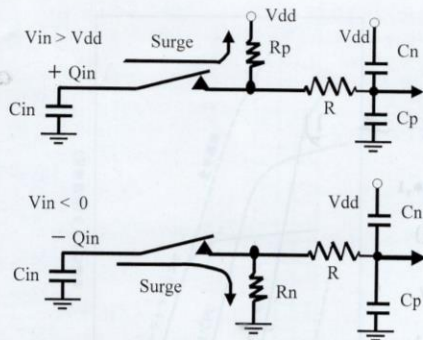 Vdd
Vin > Vdd
Surge
Vdd
Cn
+ Qin
Rp
Cin
R
Cp
Vin < 0
Vdd
Cn
− Qin
Cin
R
Surge
Rn
Cp